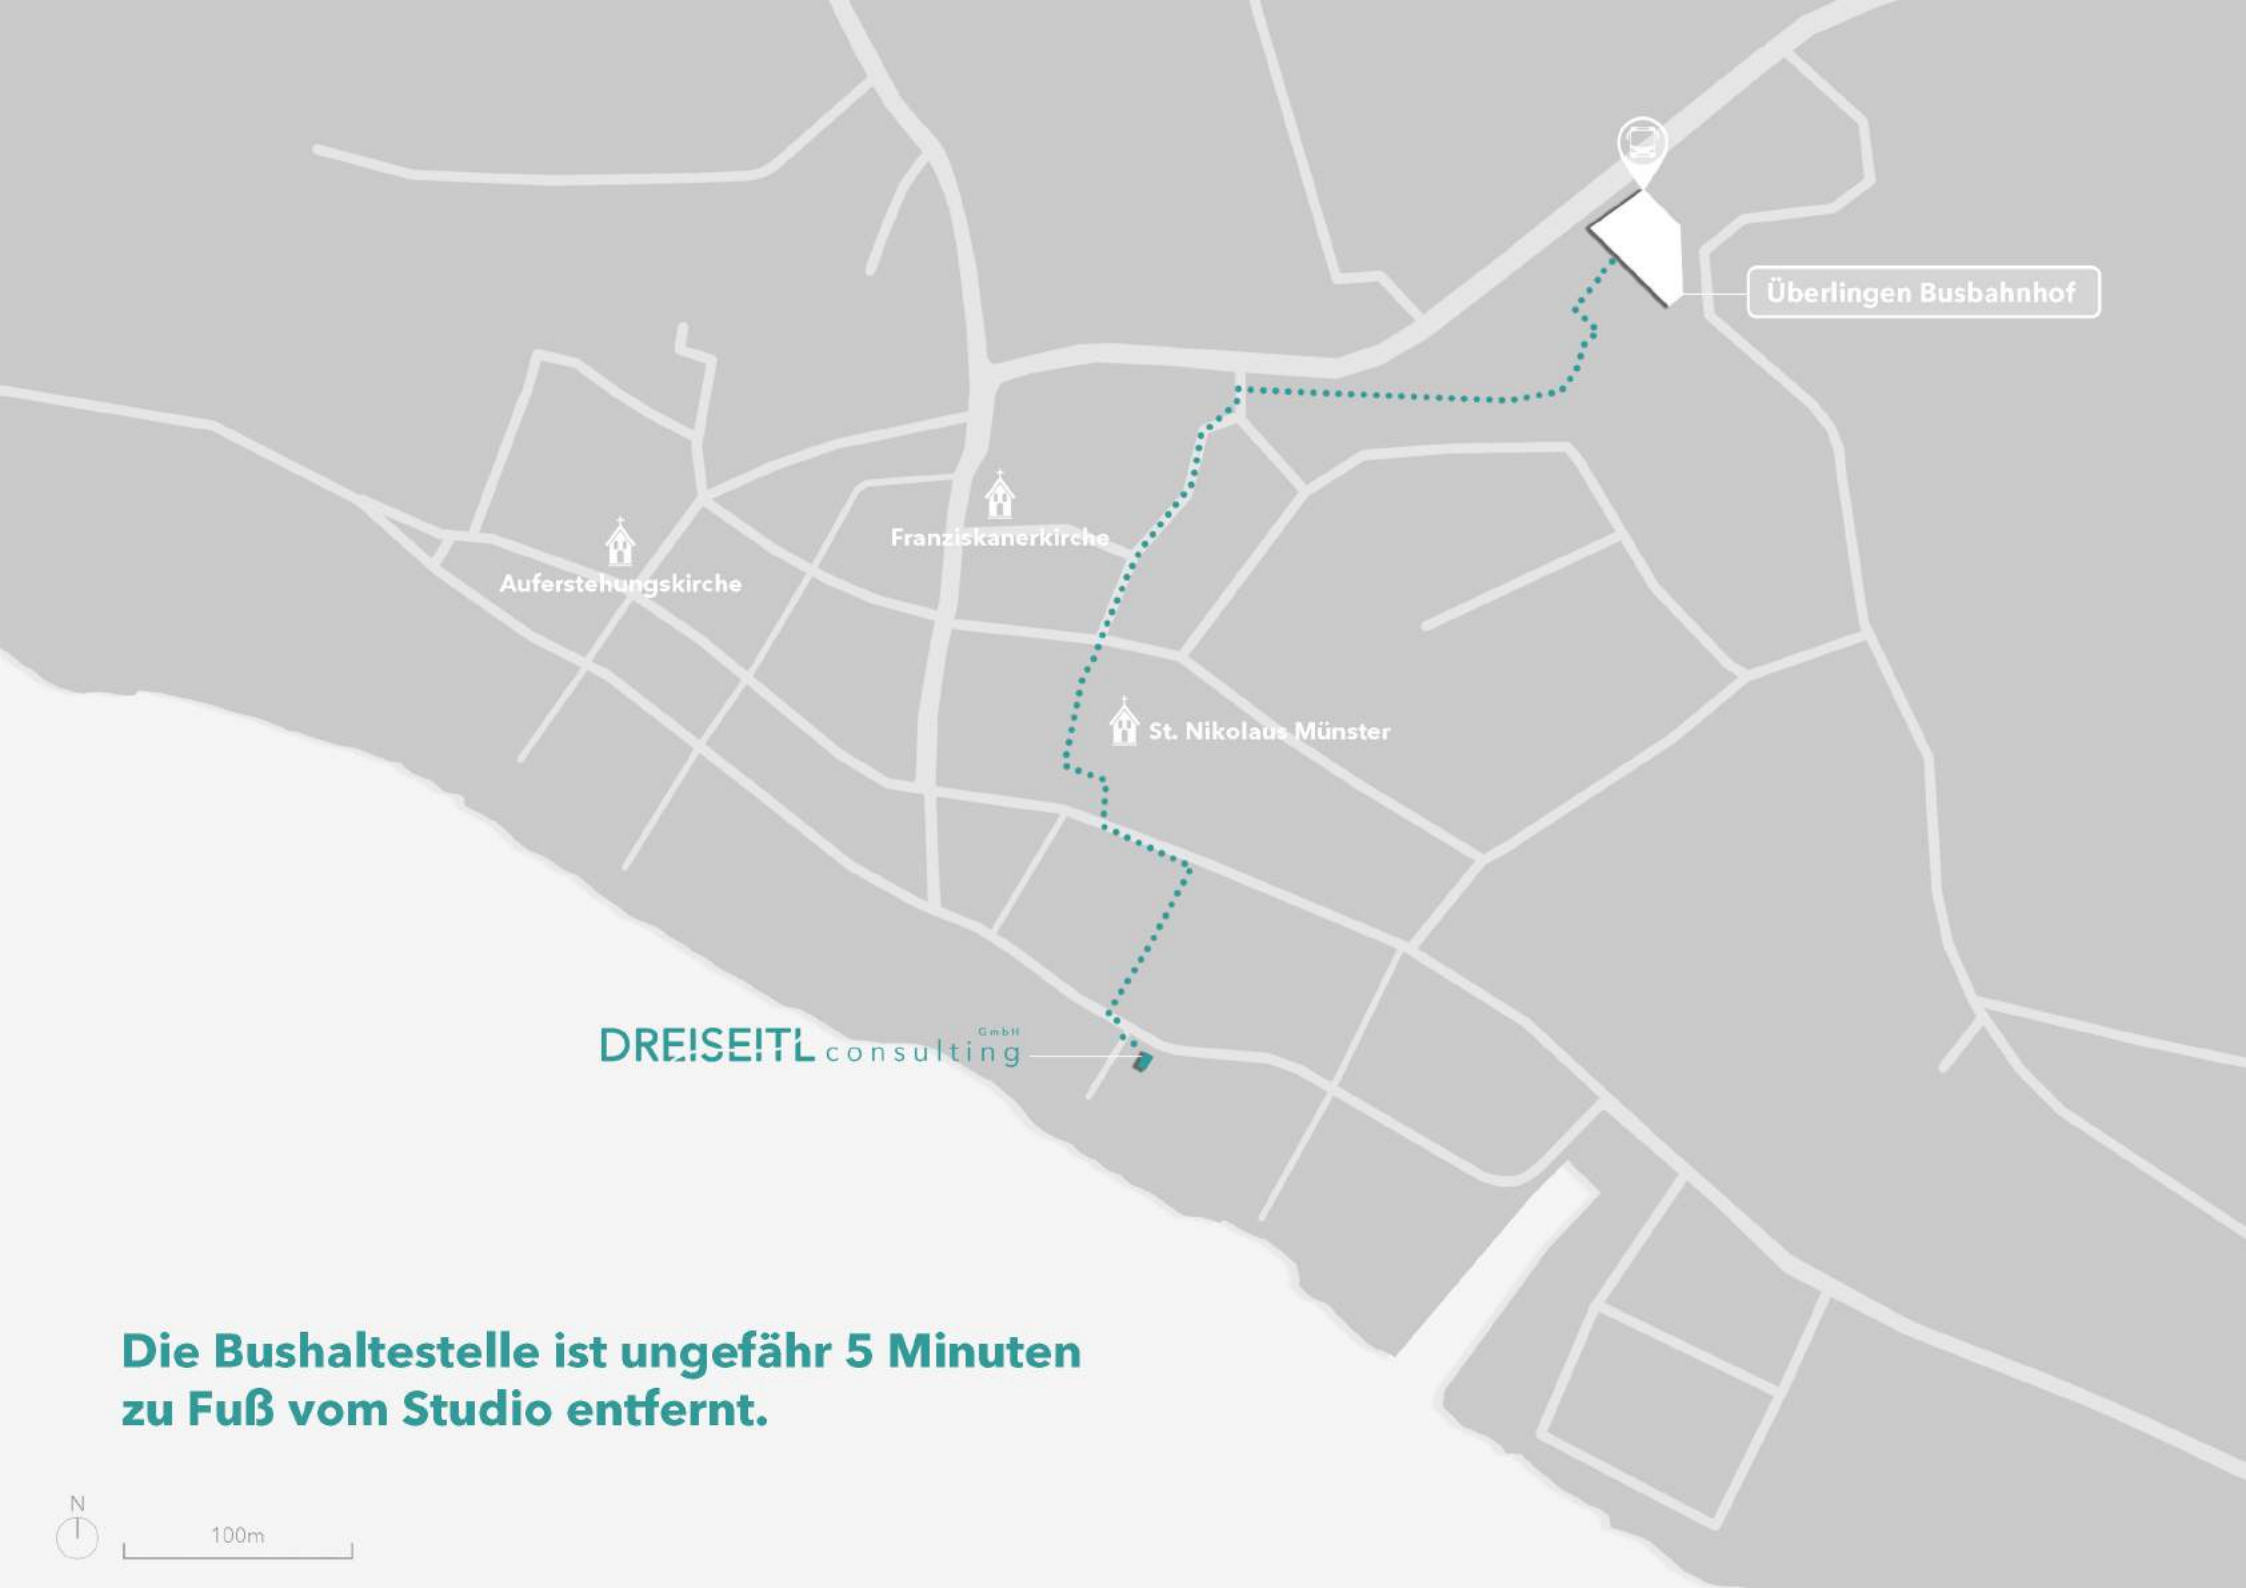 Überlingen Busbahnhof
Franziskanerkirche
Auferstehungskirche
St. Nikolaus Münster
DREISEITL consulting GmbH
Die Bushaltestelle ist ungefähr 5 Minuten
zu Fuß vom Studio entfernt.
N
100m